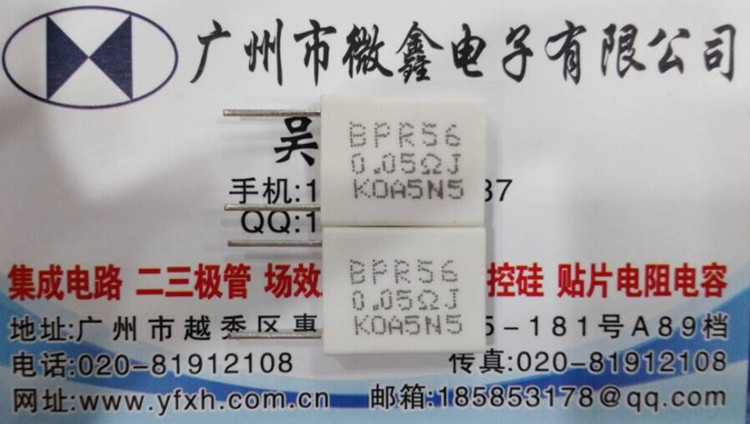 广州市微鑫电子有限公司
吴
手机:1 37
QQ:1
集成电路 二三极管 场效 控硅 贴片电阻电容
地址:广州市越秀区惠 5-181号A89档
电话:020-81912108 传真:020-81912108
网址:www.yfxh.com.cn 邮箱:185853178@qq.com
BPR56
0.05ΩJ
KOA5N5
BPR56
0.05ΩJ
KOA5N5